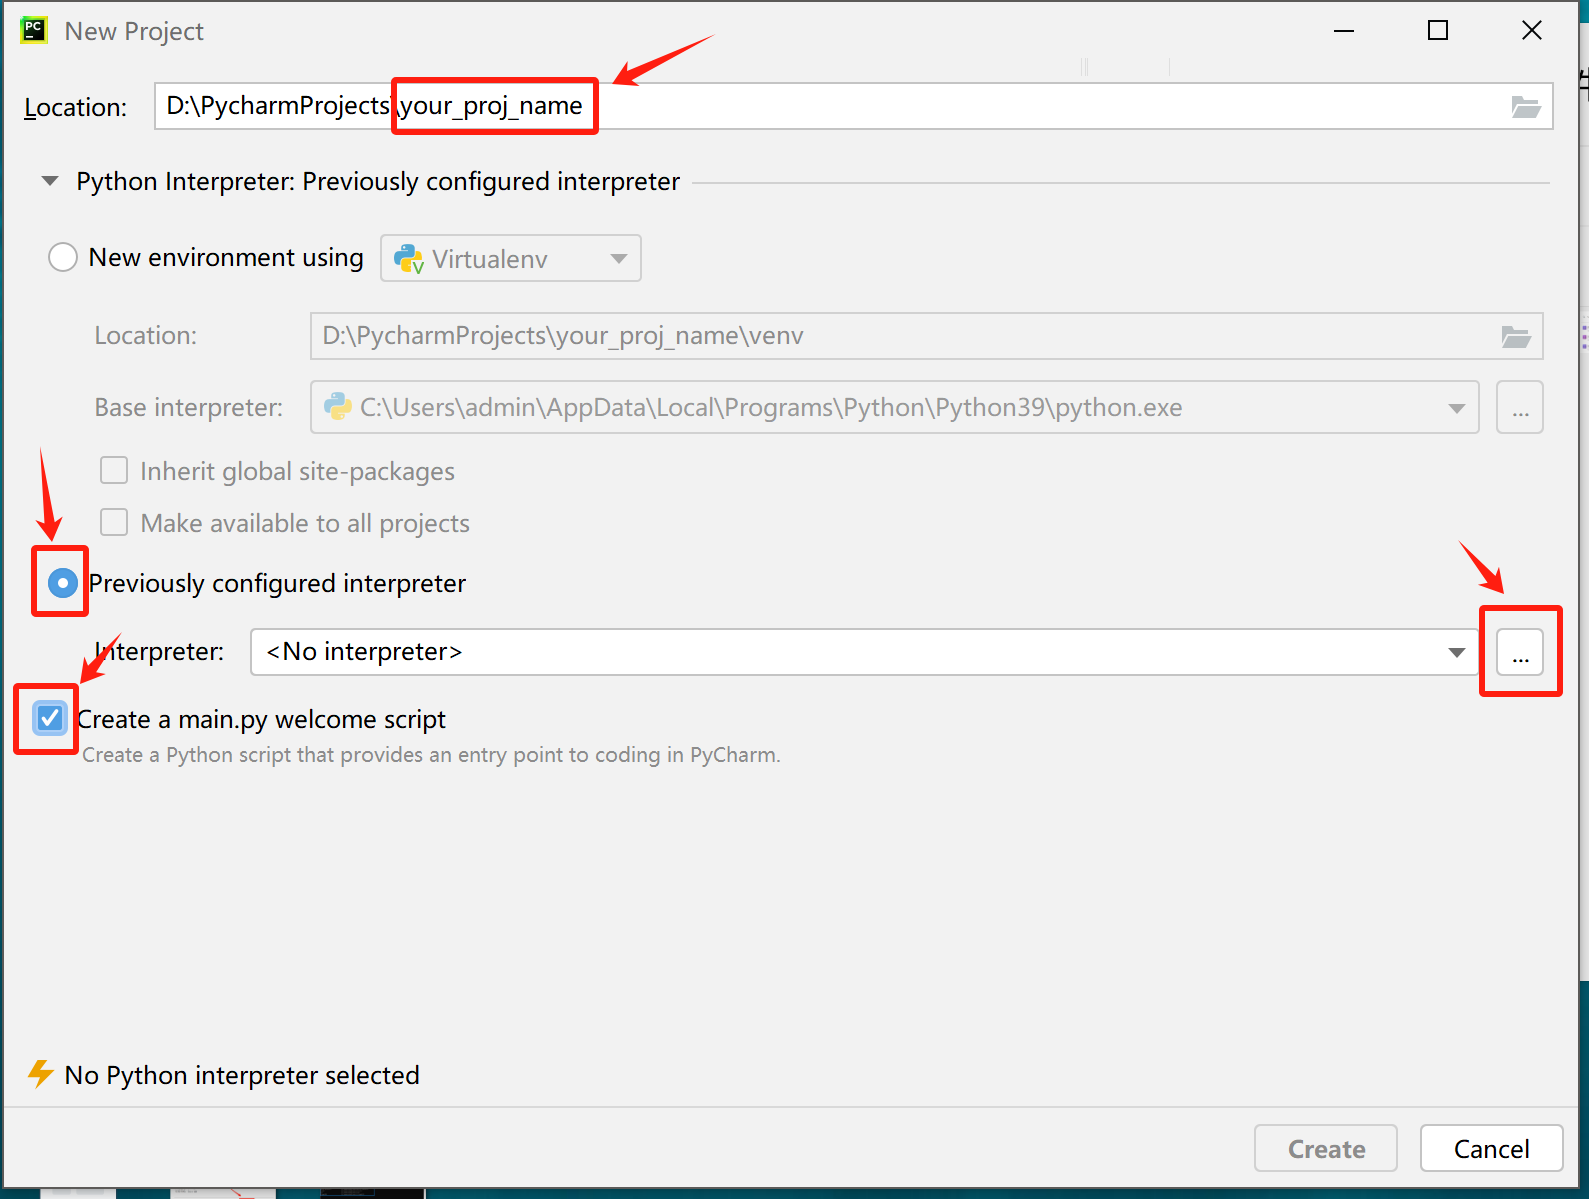 PC
New Project
Location: D:\PycharmProjects\your_proj_name
Python Interpreter: Previously configured interpreter
New environment using Virtualenv
Location: D:\PycharmProjects\your_proj_name\venv
Base interpreter: C:\Users\admin\AppData\Local\Programs\Python\Python39\python.exe ...
Inherit global site-packages
Make available to all projects
Previously configured interpreter
Interpreter: <No interpreter> ...
Create a main.py welcome script
Create a Python script that provides an entry point to coding in PyCharm.
No Python interpreter selected
Create Cancel